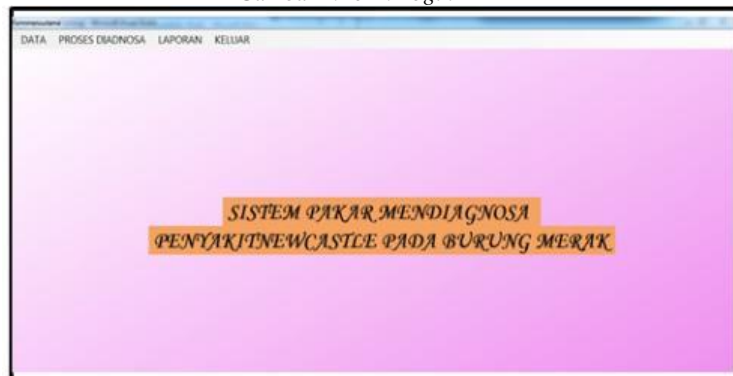 DATA PROSES DIADNOSA LAPORAN KELUAR
SISTEM PAKAR MENDIAGNOSA
PENYAKITNEWCASTLE PADA BURUNG MERAK